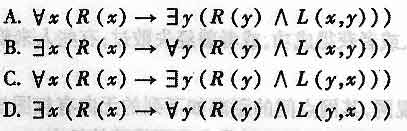 A. ∀x(R(x)→∃y(R(y)∧L(x,y)))
B. ∃x(R(x)→∀y(R(y)∧L(x,y)))
C. ∀x(R(x)→∃y(R(y)∧L(y,x)))
D. ∃x(R(x)→∀y(R(y)∧L(y,x)))